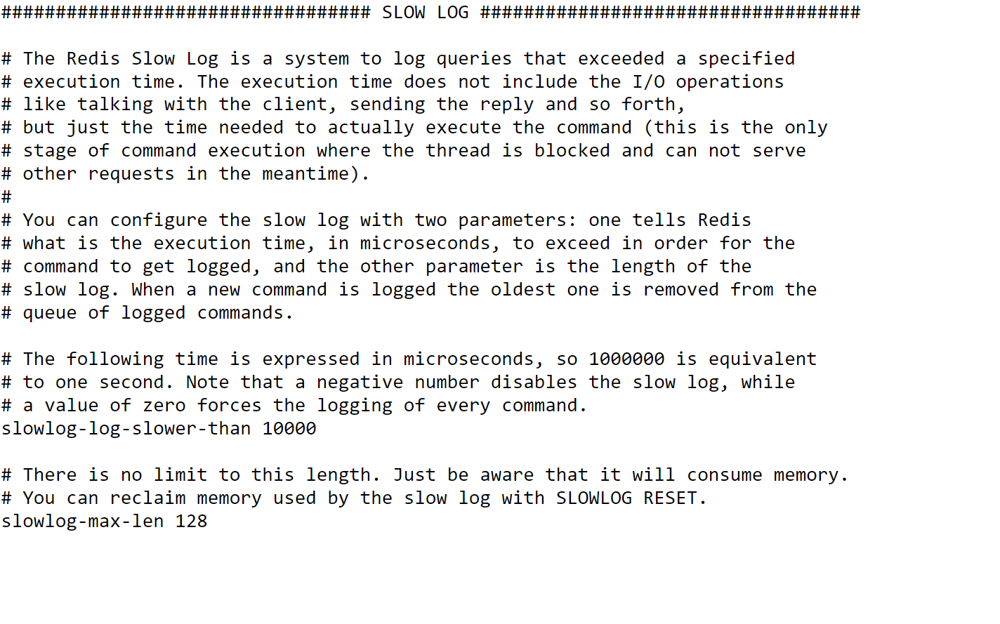 ################################## SLOW LOG ###################################
# The Redis Slow Log is a system to log queries that exceeded a specified
# execution time. The execution time does not include the I/O operations
# like talking with the client, sending the reply and so forth,
# but just the time needed to actually execute the command (this is the only
# stage of command execution where the thread is blocked and can not serve
# other requests in the meantime).
#
# You can configure the slow log with two parameters: one tells Redis
# what is the execution time, in microseconds, to exceed in order for the
# command to get logged, and the other parameter is the length of the
# slow log. When a new command is logged the oldest one is removed from the
# queue of logged commands.
# The following time is expressed in microseconds, so 1000000 is equivalent
# to one second. Note that a negative number disables the slow log, while
# a value of zero forces the logging of every command.
slowlog-log-slower-than 10000
# There is no limit to this length. Just be aware that it will consume memory.
# You can reclaim memory used by the slow log with SLOWLOG RESET.
slowlog-max-len 128